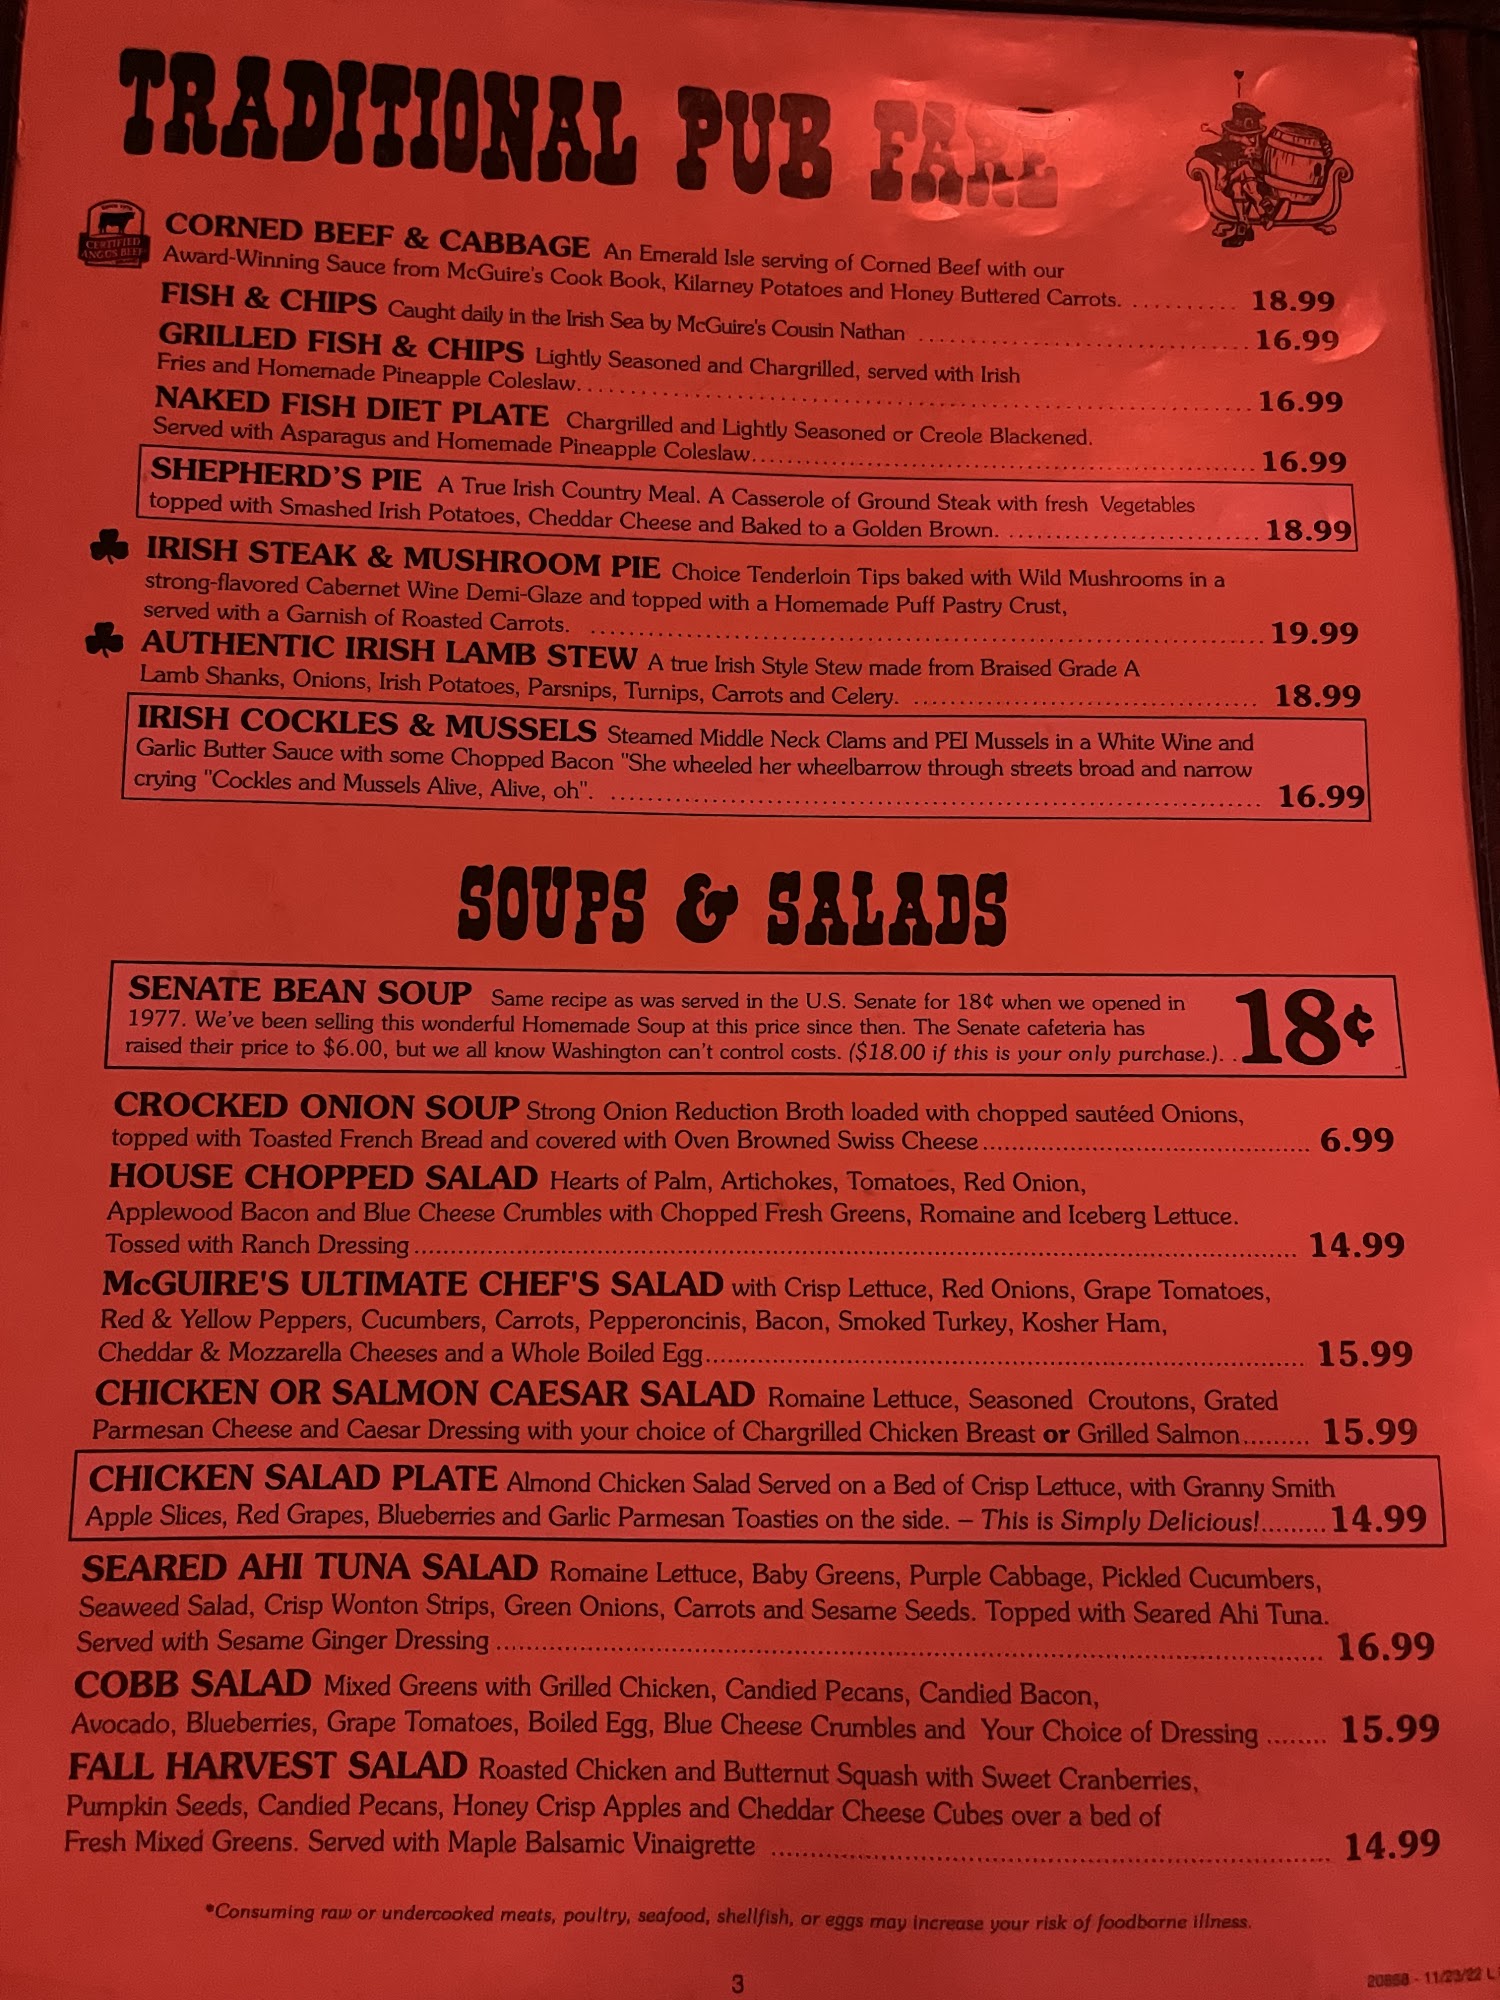 TRADITIONAL PUB FARE
CERTIFIED
ANGUS BEEF
CORNED BEEF & CABBAGE An Emerald Isle serving of Corned Beef with our
Award-Winning Sauce from McGuire's Cook Book, Kilarney Potatoes and Honey Buttered Carrots. . . . . . . . . . . 18.99
FISH & CHIPS Caught daily in the Irish Sea by McGuire's Cousin Nathan .......... 16.99
GRILLED FISH & CHIPS Lightly Seasoned and Chargrilled, served with Irish
Fries and Homemade Pineapple Coleslaw.......... 16.99
NAKED FISH DIET PLATE Chargrilled and Lightly Seasoned or Creole Blackened.
Served with Asparagus and Homemade Pineapple Coleslaw.......... 16.99
SHEPHERD'S PIE A True Irish Country Meal. A Casserole of Ground Steak with fresh Vegetables
topped with Smashed Irish Potatoes, Cheddar Cheese and Baked to a Golden Brown. .......... 18.99
IRISH STEAK & MUSHROOM PIE Choice Tenderloin Tips baked with Wild Mushrooms in a
strong-flavored Cabernet Wine Demi-Glaze and topped with a Homemade Puff Pastry Crust,
served with a Garnish of Roasted Carrots. .......... 19.99
AUTHENTIC IRISH LAMB STEW A true Irish Style Stew made from Braised Grade A
Lamb Shanks, Onions, Irish Potatoes, Parsnips, Turnips, Carrots and Celery. .......... 18.99
IRISH COCKLES & MUSSELS Steamed Middle Neck Clams and PEI Mussels in a White Wine and
Garlic Butter Sauce with some Chopped Bacon "She wheeled her wheelbarrow through streets broad and narrow
crying "Cockles and Mussels Alive, Alive, oh". .......... 16.99
SOUPS & SALADS
SENATE BEAN SOUP Same recipe as was served in the U.S. Senate for 18¢ when we opened in
1977. We've been selling this wonderful Homemade Soup at this price since then. The Senate cafeteria has
raised their price to $6.00, but we all know Washington can't control costs. ($18.00 if this is your only purchase.). . 18¢
CROCKED ONION SOUP Strong Onion Reduction Broth loaded with chopped sautéed Onions,
topped with Toasted French Bread and covered with Oven Browned Swiss Cheese.......... 6.99
HOUSE CHOPPED SALAD Hearts of Palm, Artichokes, Tomatoes, Red Onion,
Applewood Bacon and Blue Cheese Crumbles with Chopped Fresh Greens, Romaine and Iceberg Lettuce.
Tossed with Ranch Dressing.......... 14.99
McGUIRE'S ULTIMATE CHEF'S SALAD with Crisp Lettuce, Red Onions, Grape Tomatoes,
Red & Yellow Peppers, Cucumbers, Carrots, Pepperoncinis, Bacon, Smoked Turkey, Kosher Ham,
Cheddar & Mozzarella Cheeses and a Whole Boiled Egg.......... 15.99
CHICKEN OR SALMON CAESAR SALAD Romaine Lettuce, Seasoned Croutons, Grated
Parmesan Cheese and Caesar Dressing with your choice of Chargrilled Chicken Breast or Grilled Salmon......... 15.99
CHICKEN SALAD PLATE Almond Chicken Salad Served on a Bed of Crisp Lettuce, with Granny Smith
Apple Slices, Red Grapes, Blueberries and Garlic Parmesan Toasties on the side. – This is Simply Delicious!......... 14.99
SEARED AHI TUNA SALAD Romaine Lettuce, Baby Greens, Purple Cabbage, Pickled Cucumbers,
Seaweed Salad, Crisp Wonton Strips, Green Onions, Carrots and Sesame Seeds. Topped with Seared Ahi Tuna.
Served with Sesame Ginger Dressing .......... 16.99
COBB SALAD Mixed Greens with Grilled Chicken, Candied Pecans, Candied Bacon,
Avocado, Blueberries, Grape Tomatoes, Boiled Egg, Blue Cheese Crumbles and Your Choice of Dressing ........ 15.99
FALL HARVEST SALAD Roasted Chicken and Butternut Squash with Sweet Cranberries,
Pumpkin Seeds, Candied Pecans, Honey Crisp Apples and Cheddar Cheese Cubes over a bed of
Fresh Mixed Greens. Served with Maple Balsamic Vinaigrette .......... 14.99
*Consuming raw or undercooked meats, poultry, seafood, shellfish, or eggs may increase your risk of foodborne illness.
3
20868 - 11/23/22 L